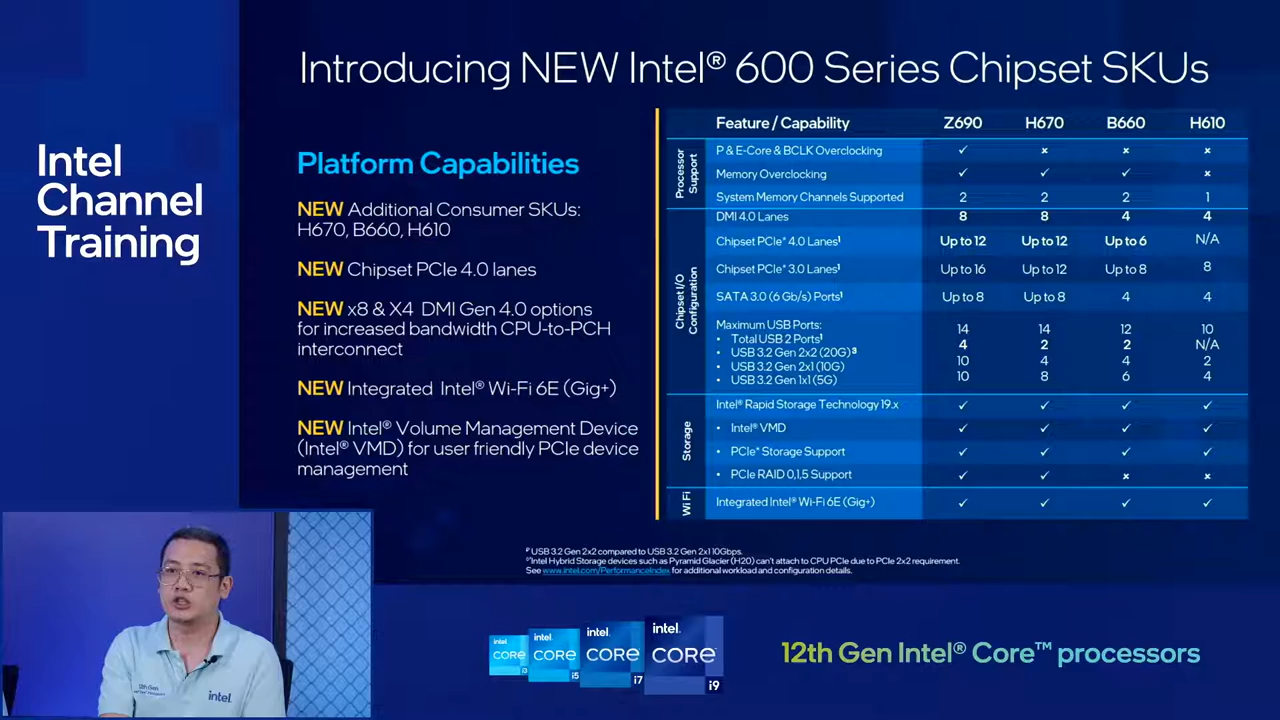 Introducing NEW Intel® 600 Series Chipset SKUs
Intel
Channel
Training
Platform Capabilities
NEW Additional Consumer SKUs:
H670, B660, H610
NEW Chipset PCIe 4.0 lanes
NEW x8 & X4 DMI Gen 4.0 options
for increased bandwidth CPU-to-PCH
interconnect
NEW Integrated Intel® Wi-Fi 6E (Gig+)
NEW Intel® Volume Management Device
(Intel® VMD) for user friendly PCIe device
management
Feature / Capability Z690 H670 B660 H610
Processor
Support
P & E-Core & BCLK Overclocking ✓ × × ×
Memory Overclocking ✓ ✓ ✓ ×
System Memory Channels Supported 2 2 2 1
Chipset I/O
Configuration
DMI 4.0 Lanes 8 8 4 4
Chipset PCIe* 4.0 Lanes¹ Up to 12 Up to 12 Up to 6 N/A
Chipset PCIe* 3.0 Lanes¹ Up to 16 Up to 12 Up to 8 8
SATA 3.0 (6 Gb/s) Ports¹ Up to 8 Up to 8 4 4
Maximum USB Ports:
• Total USB 2 Ports¹ 14 14 12 10
• USB 3.2 Gen 2x2 (20G)³ 4 2 2 N/A
• USB 3.2 Gen 2x1 (10G) 10 4 4 2
• USB 3.2 Gen 1x1 (5G) 10 8 6 4
Storage
Intel® Rapid Storage Technology 19.x ✓ ✓ ✓ ✓
• Intel® VMD ✓ ✓ ✓ ✓
• PCIe* Storage Support ✓ ✓ ✓ ✓
• PCIe RAID 0,1,5 Support ✓ ✓ × ×
Wi Fi
Integrated Intel® Wi-Fi 6E (Gig+) ✓ ✓ ✓ ✓
USB 3.2 Gen 2x2 compared to USB 3.2 Gen 2x1 10Gbps.
Intel Hybrid Storage devices such as Pyramid Glacier (H20) can't attach to CPU PCIe due to PCIe 2x2 requirement.
See www.intel.com/PerformanceIndex for additional workload and configuration details.
intel CORE i3
intel. CORE i5
intel. CORE i7
intel. CORE i9
12th Gen Intel® Core™ processors
12th Gen
intel.